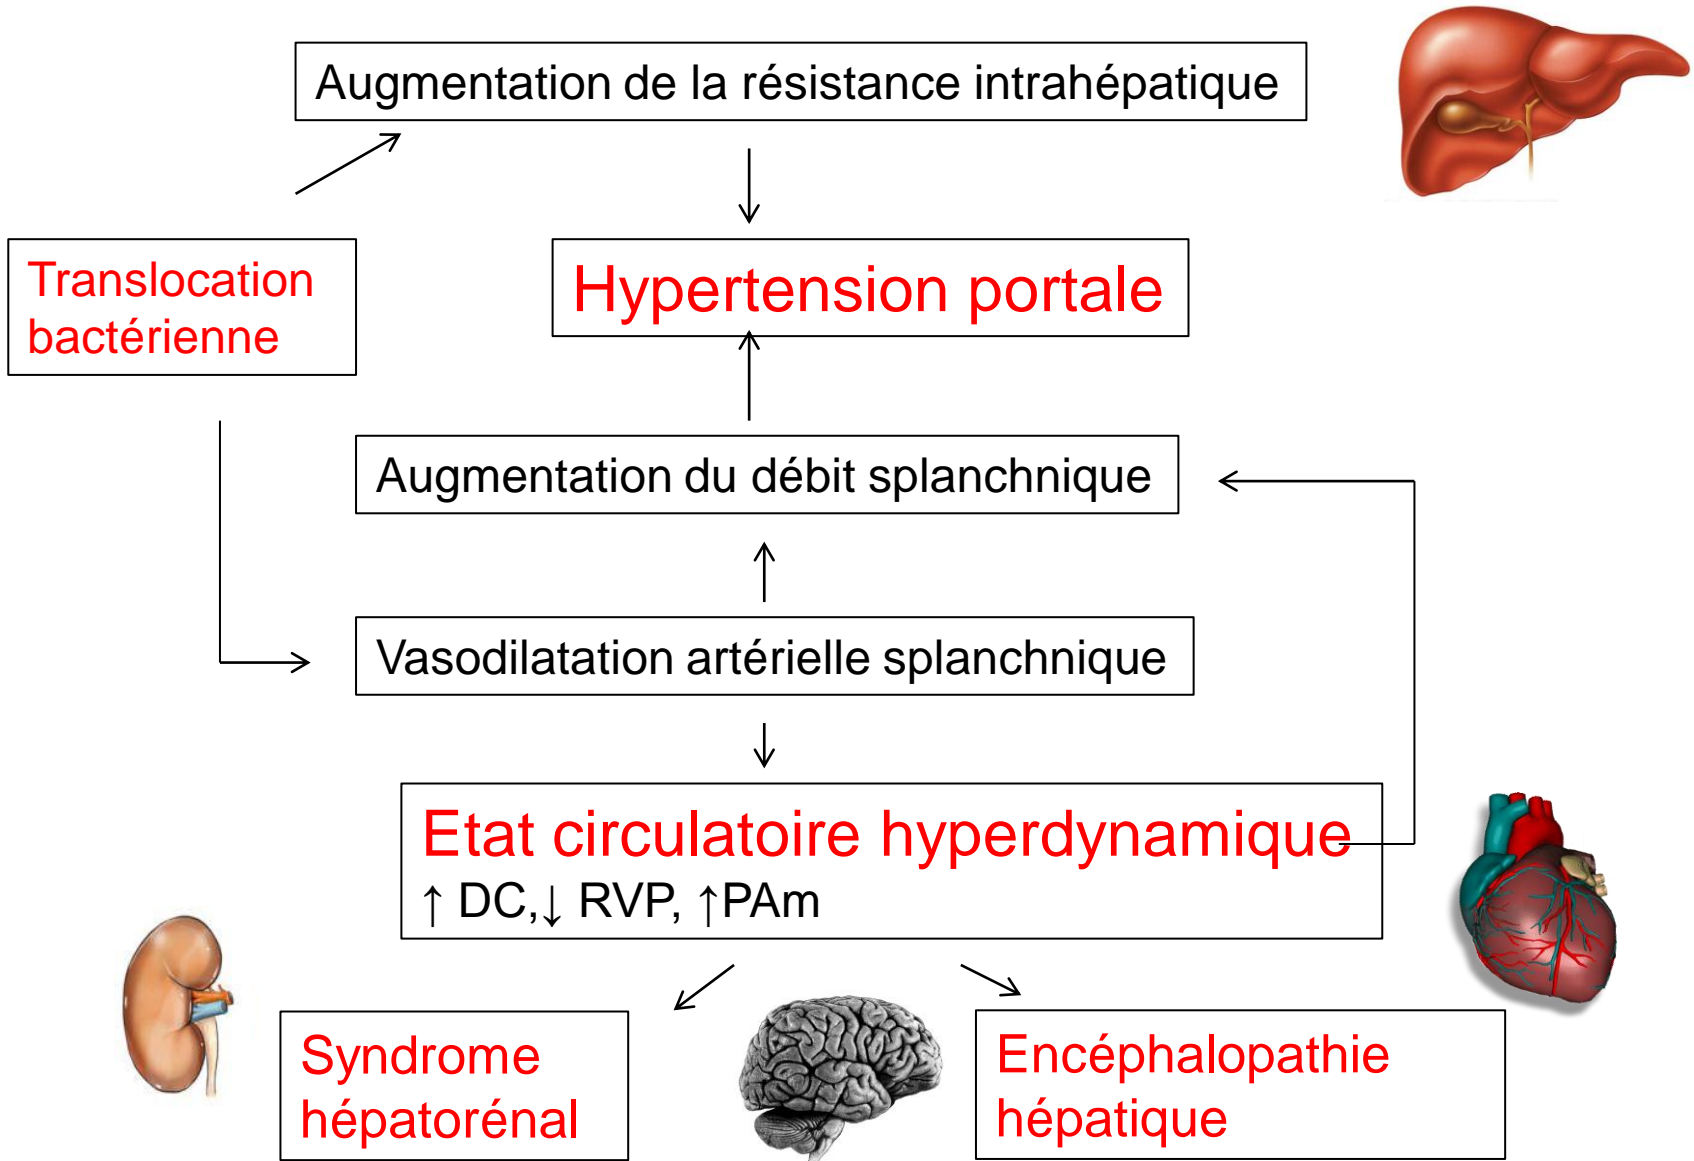 Augmentation de la résistance intrahépatique
Translocation
bactérienne
Hypertension portale
Augmentation du débit splanchnique
Vasodilatation artérielle splanchnique
Etat circulatoire hyperdynamique
↑ DC,↓ RVP, ↑PAm
Syndrome
hépatorénal
Encéphalopathie
hépatique